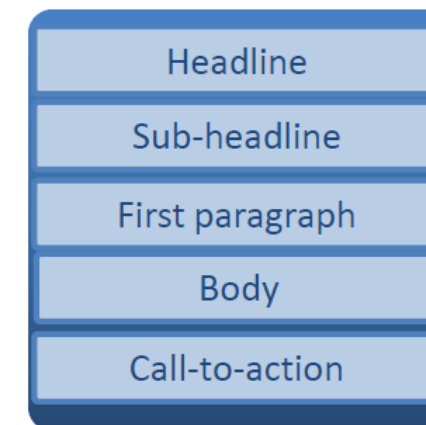 Headline
Sub-headline
First paragraph
Body
Call-to-action